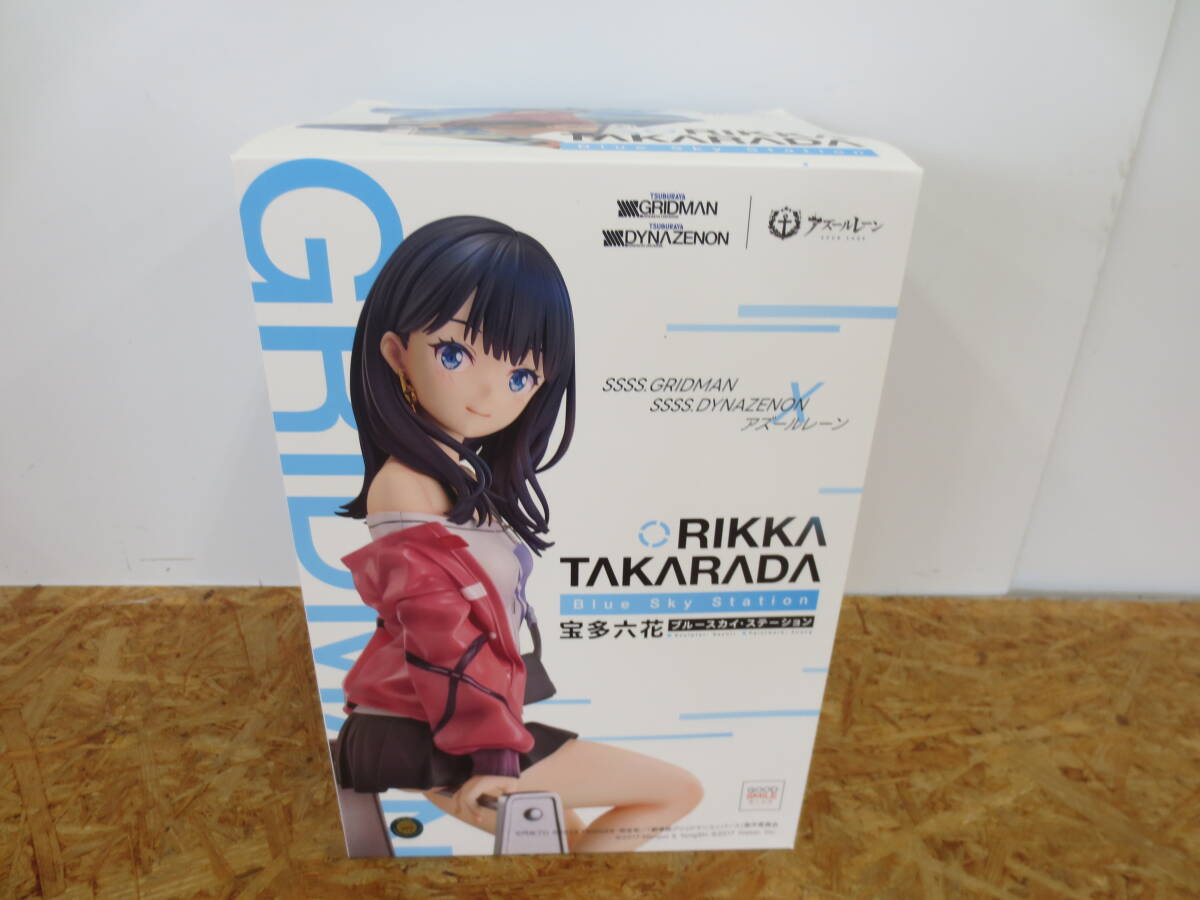 RIKKA
TAKARADA
Blue Sky Station
GRIDMAN
TSUBURAYA
GRIDMAN
TSUBURAYA
DYNAZENON
アズールレーン
SSSS.GRIDMAN
SSSS.DYNAZENON
X
アズールレーン
RIKKA
TAKARADA
Blue Sky Station
宝多六花 ブルースカイ・ステーション
GOOD
SMILE